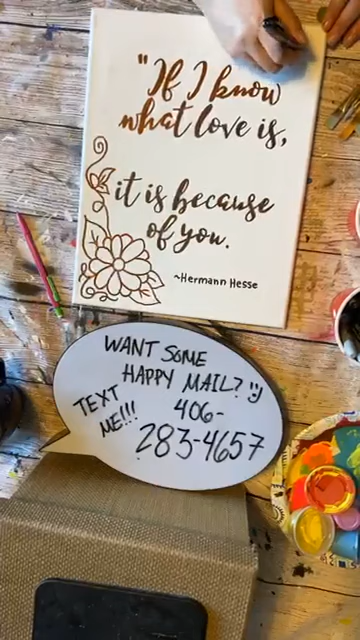 "If I know
what love is,
it is because
of you.
~Hermann Hesse
WANT SOME
HAPPY MAIL? :)
TEXT
ME!!!
406-
283-4657